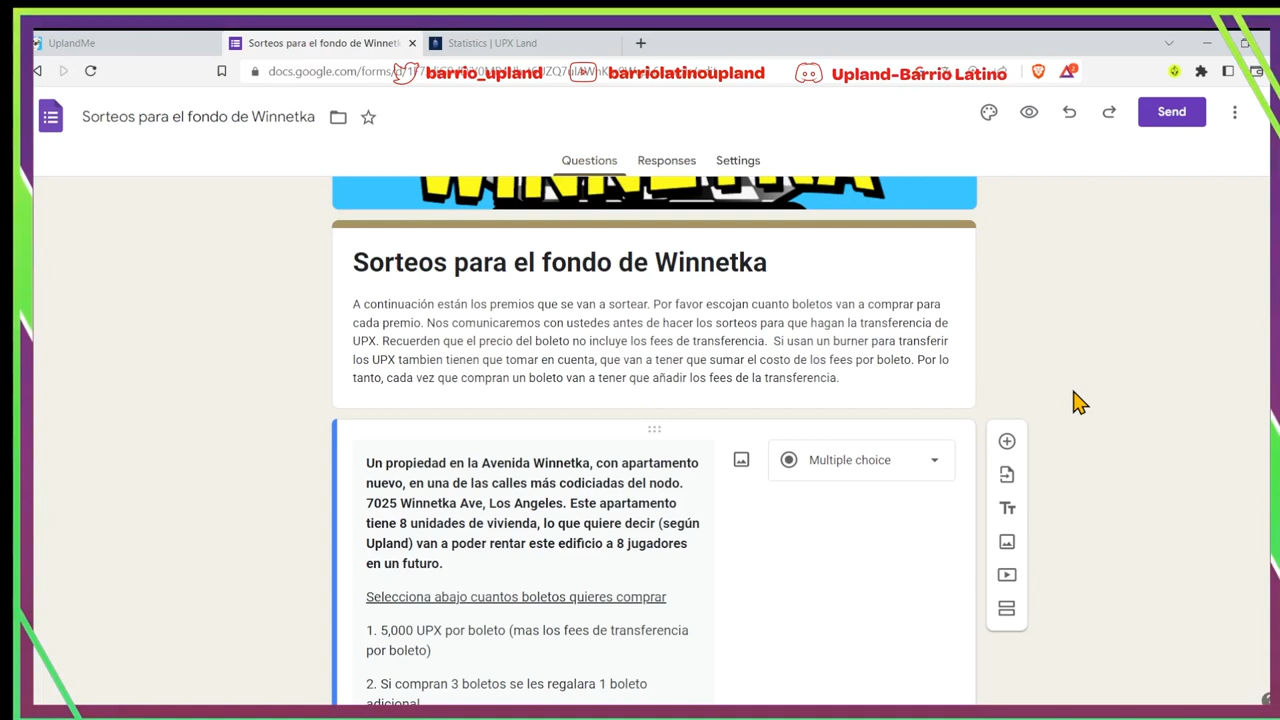 UplandMe
Sorteos para el fondo de Winnetk
Statistics | UPX Land
barrio_upland
barriolatinoupland
Upland-Barrio Latino
Sorteos para el fondo de Winnetka
Send
Questions
Responses
Settings
WINNETKA
Sorteos para el fondo de Winnetka
A continuación están los premios que se van a sortear. Por favor escojan cuanto boletos van a comprar para
cada premio. Nos comunicaremos con ustedes antes de hacer los sorteos para que hagan la transferencia de
UPX. Recuerden que el precio del boleto no incluye los fees de transferencia. Si usan un burner para transferir
los UPX tambien tienen que tomar en cuenta, que van a tener que sumar el costo de los fees por boleto. Por lo
tanto, cada vez que compran un boleto van a tener que añadir los fees de la transferencia.
Un propiedad en la Avenida Winnetka, con apartamento
nuevo, en una de las calles más codiciadas del nodo.
7025 Winnetka Ave, Los Angeles. Este apartamento
tiene 8 unidades de vivienda, lo que quiere decir (según
Upland) van a poder rentar este edificio a 8 jugadores
en un futuro.
Multiple choice
Selecciona abajo cuantos boletos quieres comprar
1. 5,000 UPX por boleto (mas los fees de transferencia
por boleto)
2. Si compran 3 boletos se les regalara 1 boleto
adicional